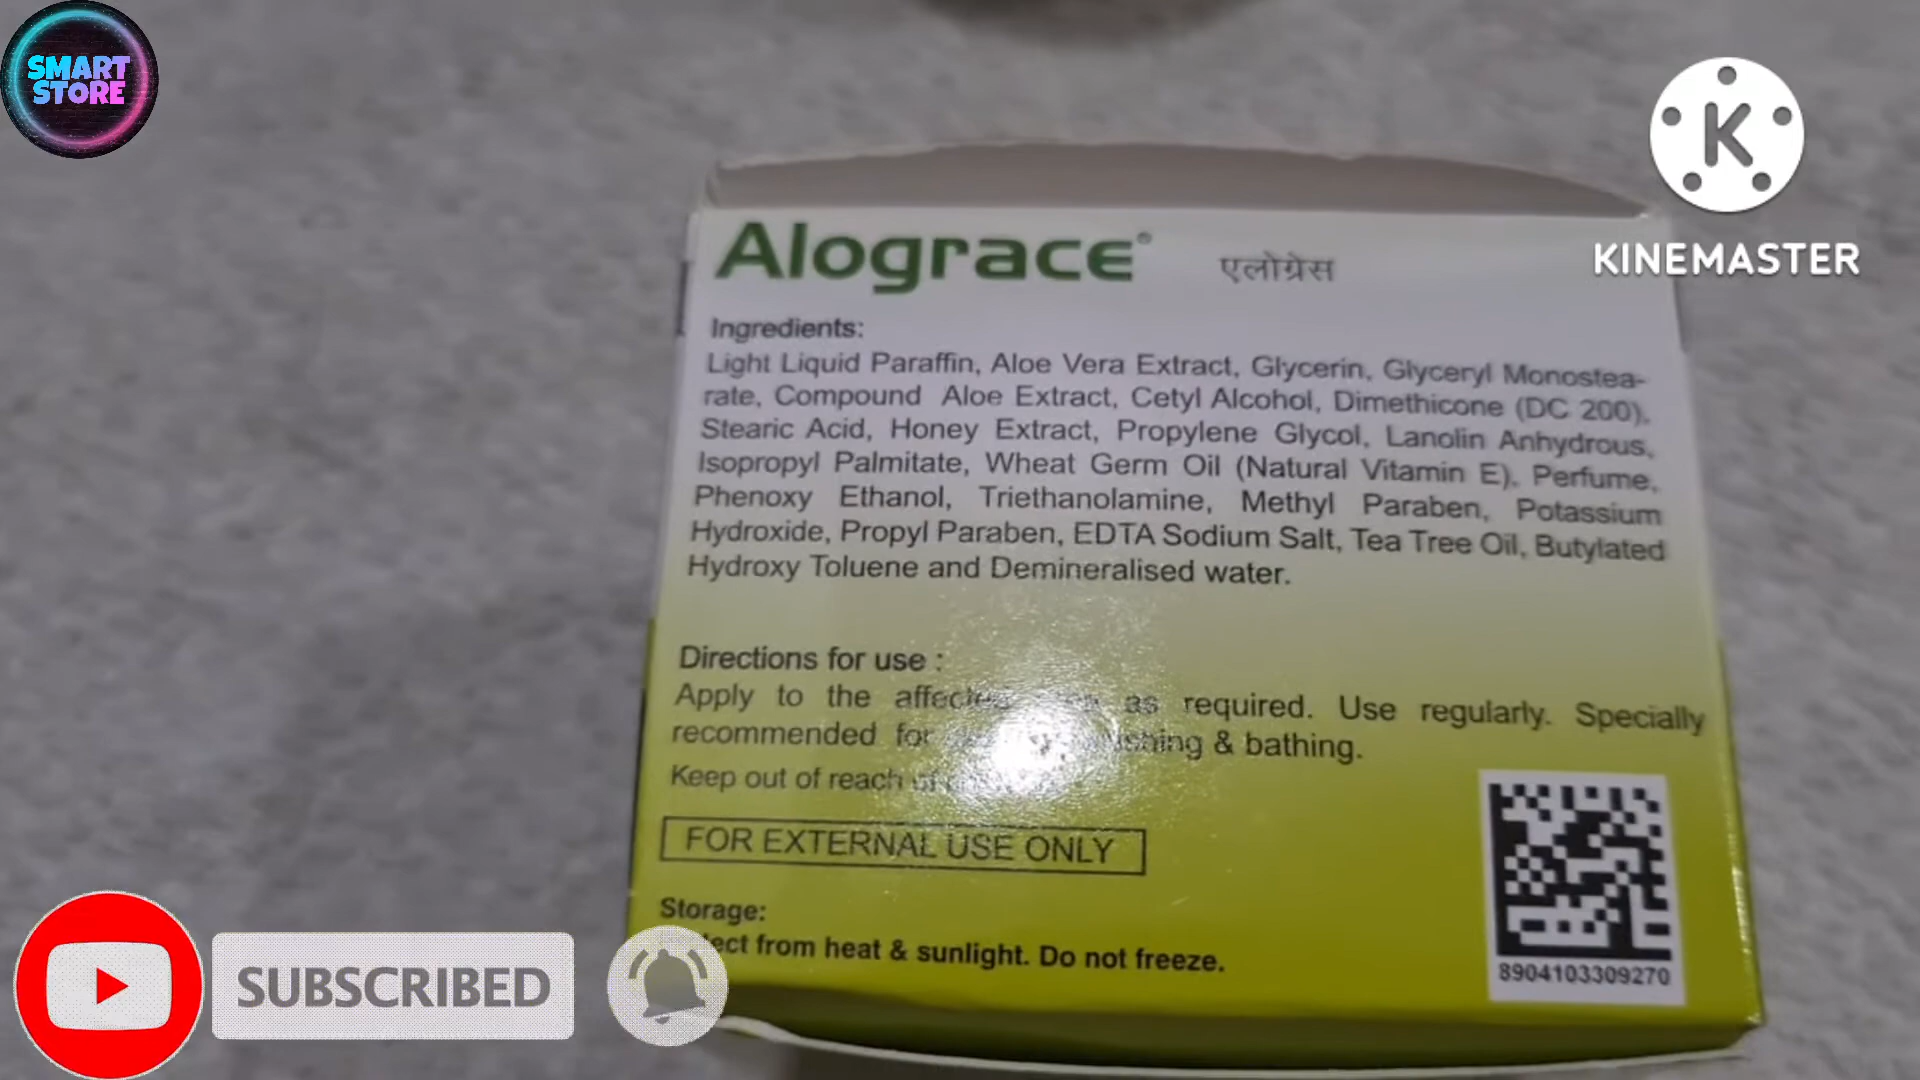 SMART
STORE
K
KINEMASTER
Alograce® एलोग्रेस
Ingredients:
Light Liquid Paraffin, Aloe Vera Extract, Glycerin, Glyceryl Monostea-
rate, Compound Aloe Extract, Cetyl Alcohol, Dimethicone (DC 200),
Stearic Acid, Honey Extract, Propylene Glycol, Lanolin Anhydrous,
Isopropyl Palmitate, Wheat Germ Oil (Natural Vitamin E), Perfume,
Phenoxy Ethanol, Triethanolamine, Methyl Paraben, Potassium
Hydroxide, Propyl Paraben, EDTA Sodium Salt, Tea Tree Oil, Butylated
Hydroxy Toluene and Demineralised water.
Directions for use :
Apply to the affected as required. Use regularly. Specially
recommended for & bathing.
Keep out of reach of
FOR EXTERNAL USE ONLY
Storage:
from heat & sunlight. Do not freeze.
8904103309270
SUBSCRIBED